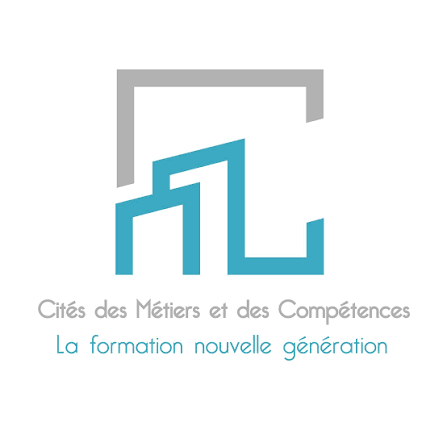 Cités des Métiers et des Compétences
La formation nouvelle génération